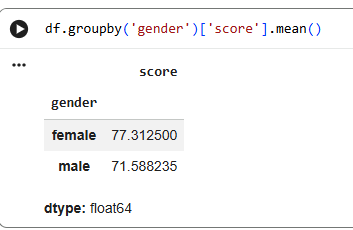 df.groupby('gender')['score'].mean()
score
gender
female 77.312500
male 71.588235
dtype: float64